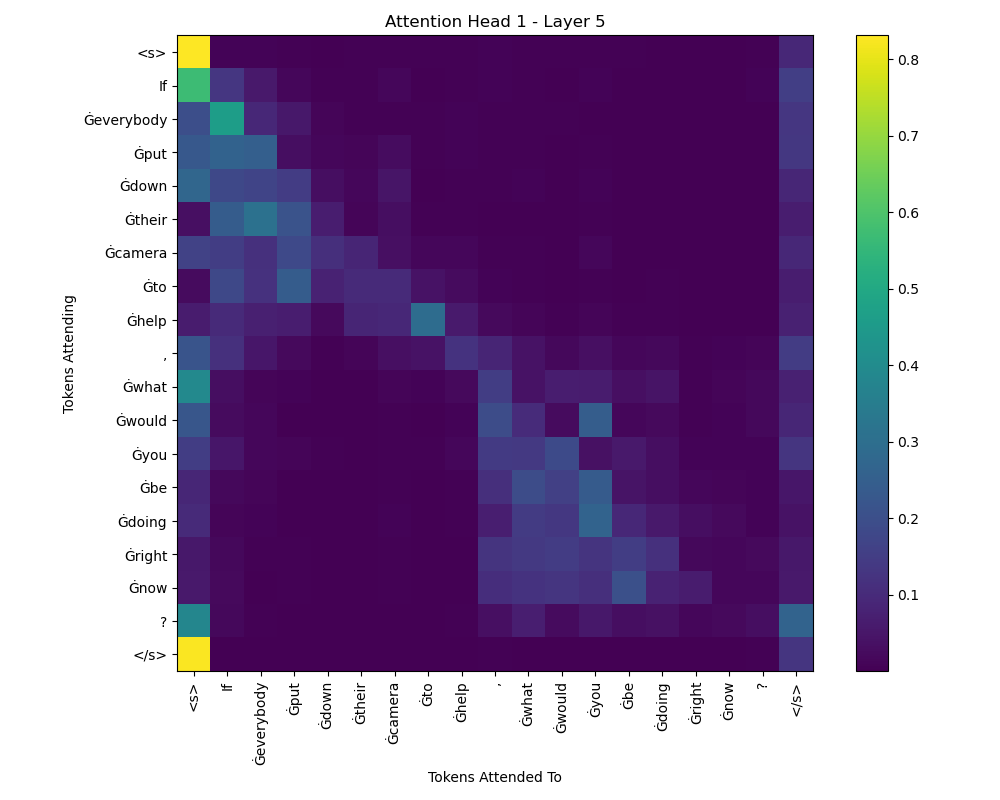 Attention Head 1 - Layer 5
<s>
If
Ġeverybody
Ġput
Ġdown
Ġtheir
Ġcamera
Ġto
Ġhelp
,
Ġwhat
Ġwould
Ġyou
Ġbe
Ġdoing
Ġright
Ġnow
?
</s>
Tokens Attending
<s>
If
Ġeverybody
Ġput
Ġdown
Ġtheir
Ġcamera
Ġto
Ġhelp
,
Ġwhat
Ġwould
Ġyou
Ġbe
Ġdoing
Ġright
Ġnow
?
</s>
Tokens Attended To
0.8
0.7
0.6
0.5
0.4
0.3
0.2
0.1